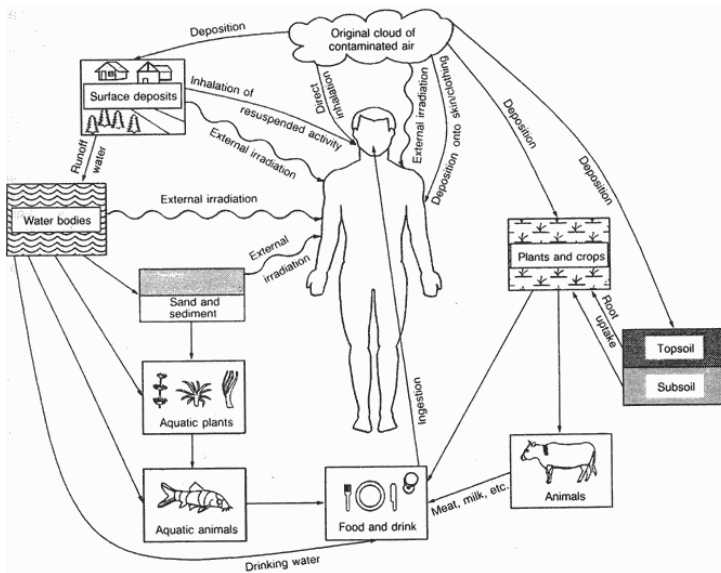 Original cloud of
contaminated air
Deposition
Surface deposits
Inhalation of
resuspended activity
Direct
inhalation
External irradiation
Deposition onto skin/clothing
Deposition
Deposition
External irradiation
Runoff
water
Water bodies
External irradiation
External
irradiation
Sand and
sediment
Plants and crops
Root
uptake
Topsoil
Subsoil
Aquatic plants
Ingestion
Aquatic animals
Food and drink
Meat, milk, etc.
Animals
Drinking water